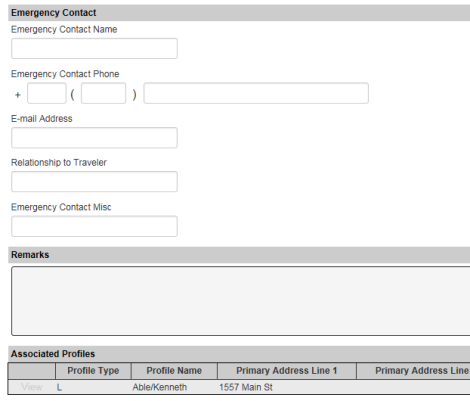 Emergency Contact
Emergency Contact Name
Emergency Contact Phone
+ ( )
E-mail Address
Relationship to Traveler
Emergency Contact Misc
Remarks
Associated Profiles
Profile Type Profile Name Primary Address Line 1 Primary Address Line
View L Able/Kenneth 1557 Main St